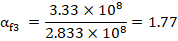 α_f3 = 3.33 × 10^8 / 2.833 × 10^8 = 1.77